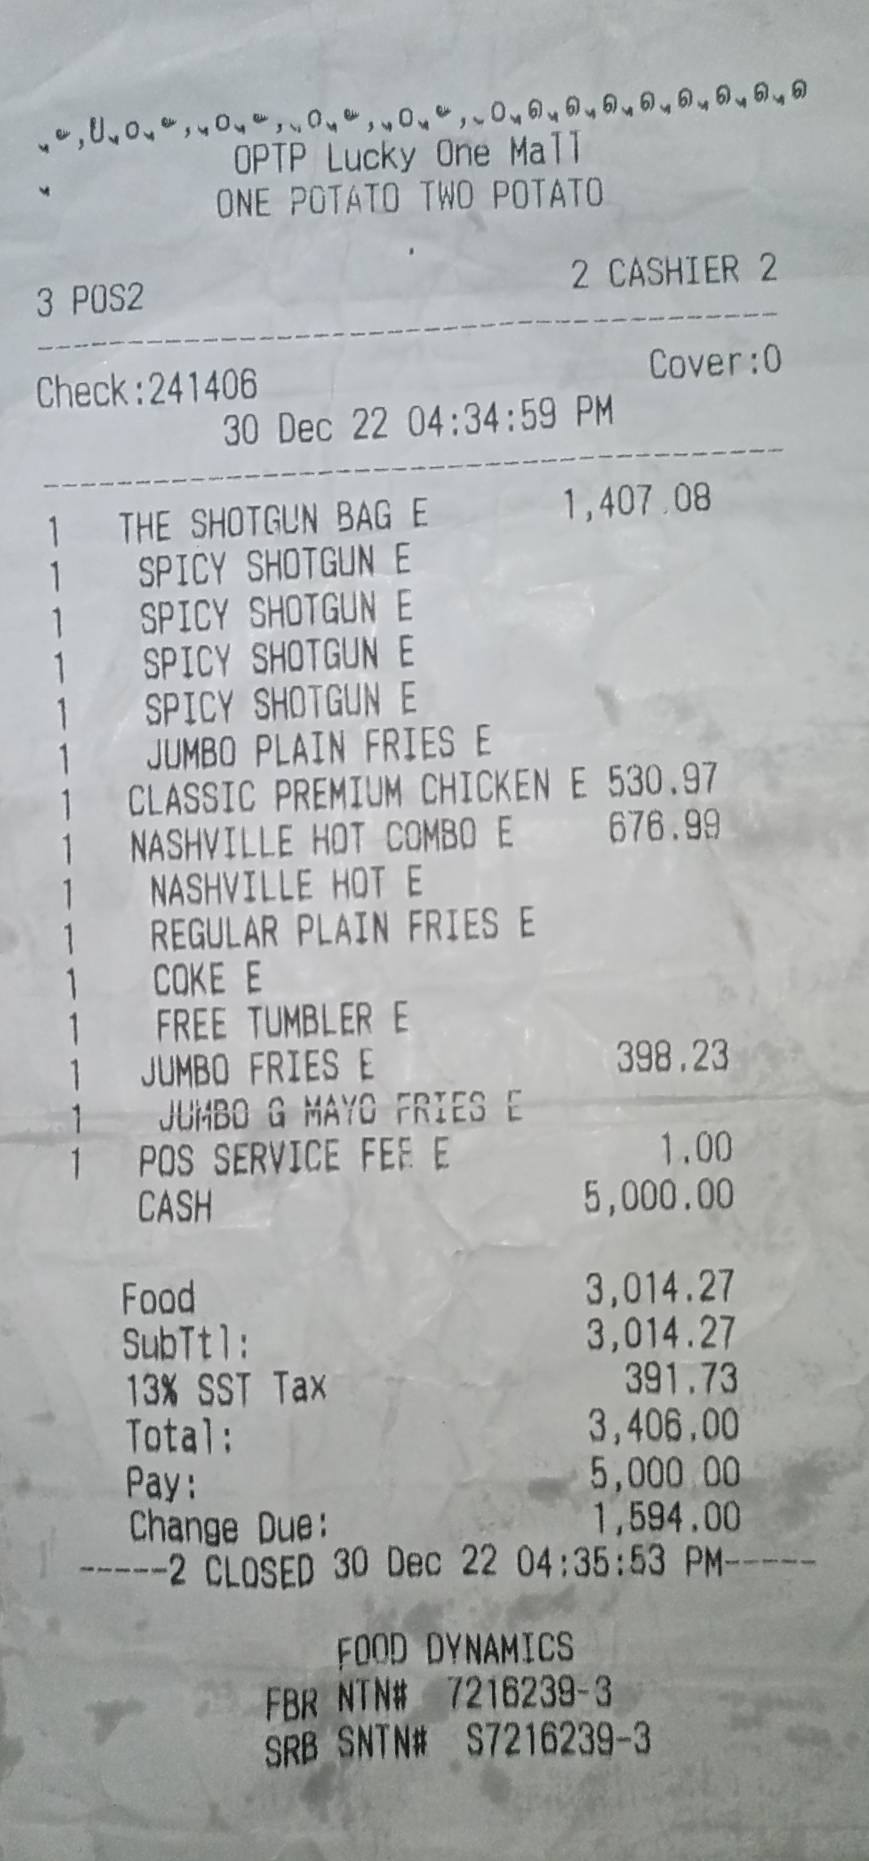 OPTP Lucky One Mall
ONE POTATO TWO POTATO
3 POS2 2 CASHIER 2
Check:241406 Cover:0
30 Dec 22 04:34:59 PM
1 THE SHOTGUN BAG E 1,407.08
1 SPICY SHOTGUN E
1 SPICY SHOTGUN E
1 SPICY SHOTGUN E
1 SPICY SHOTGUN E
1 JUMBO PLAIN FRIES E
1 CLASSIC PREMIUM CHICKEN E 530.97
1 NASHVILLE HOT COMBO E 676.99
1 NASHVILLE HOT E
1 REGULAR PLAIN FRIES E
1 COKE E
1 FREE TUMBLER E
1 JUMBO FRIES E 398.23
1 JUMBO G MAYO FRIES E
1 POS SERVICE FEE E 1.00
CASH 5,000.00
Food 3,014.27
SubTtl: 3,014.27
13% SST Tax 391.73
Total: 3,406.00
Pay: 5,000.00
Change Due: 1,594.00
-----2 CLOSED 30 Dec 22 04:35:53 PM-----
FOOD DYNAMICS
FBR NTN# 7216239-3
SRB SNTN# S7216239-3